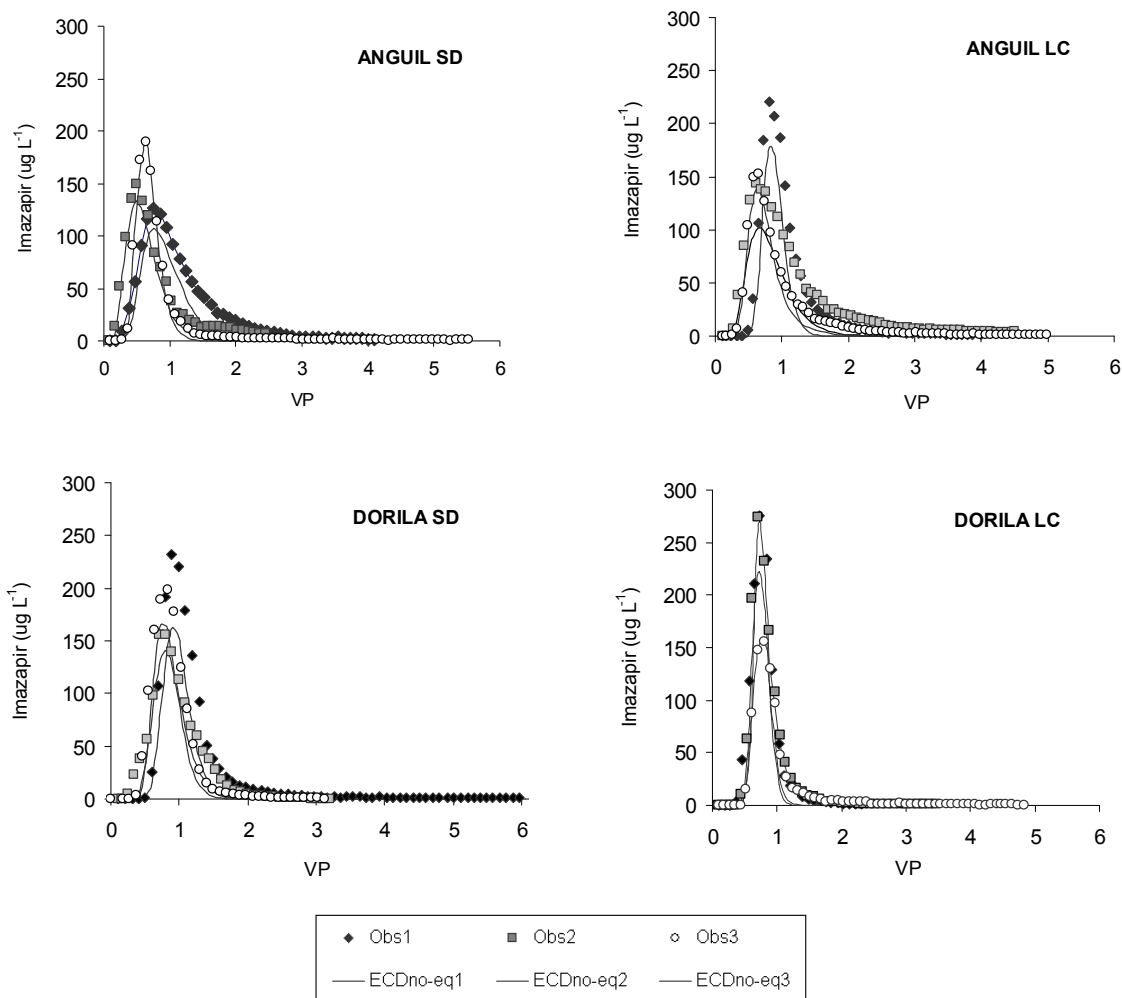 ANGUIL SD
Imazapir (ug L-1)
300
250
200
150
100
50
0
0 1 2 3 4 5 6
VP
ANGUIL LC
Imazapir (ug L-1)
300
250
200
150
100
50
0
0 1 2 3 4 5 6
VP
DORILA SD
Imazapir (ug L-1)
300
250
200
150
100
50
0
0 1 2 3 4 5 6
VP
DORILA LC
Imazapir (ug L-1)
300
250
200
150
100
50
0
0 1 2 3 4 5 6
VP
Obs1 Obs2 Obs3
ECDno-eq1 ECDno-eq2 ECDno-eq3